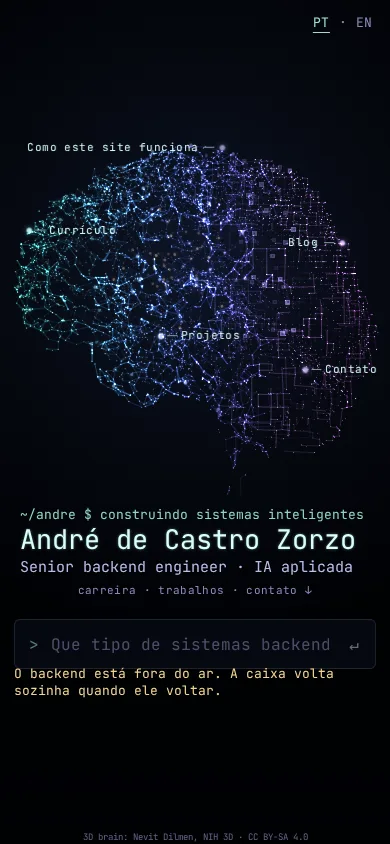 PT · EN
Como este site funciona
Currículo
Blog
Projetos
Contato
~/andre $ construindo sistemas inteligentes
André de Castro Zorzo
Senior backend engineer · IA aplicada
carreira · trabalhos · contato ↓
> Que tipo de sistemas backend ↵
O backend está fora do ar. A caixa volta
sozinha quando ele voltar.
3D brain: Nevit Dilmen, NIH 3D · CC BY-SA 4.0